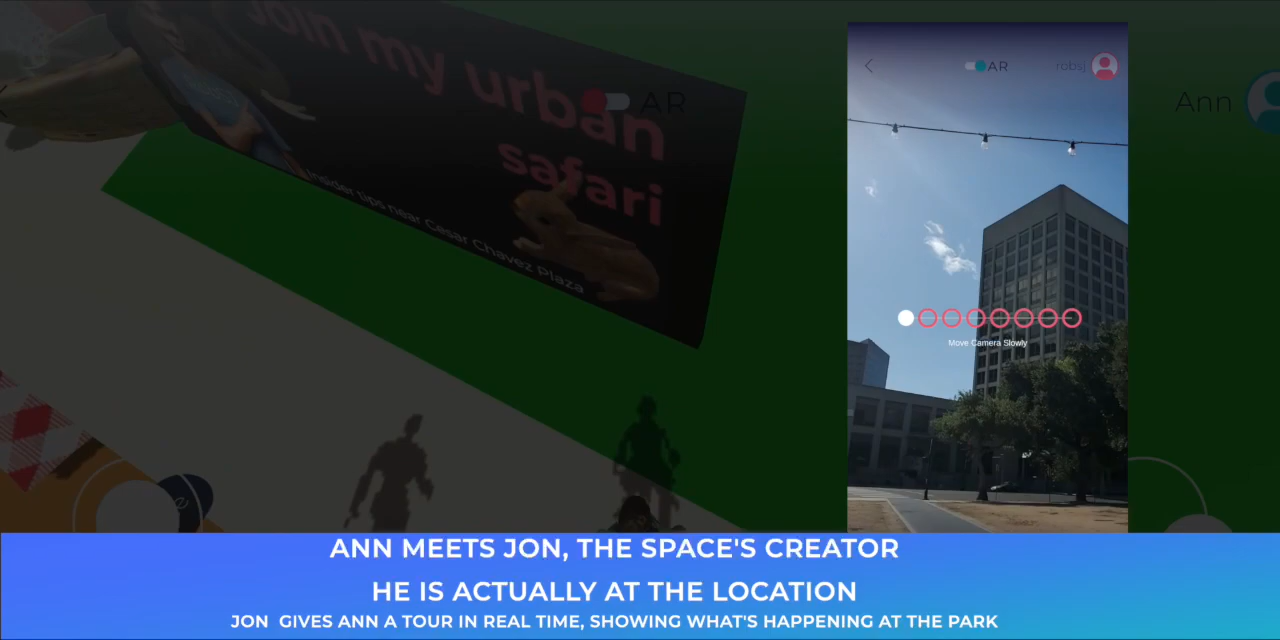 Join my urban
safari
Insider tips near Cesar Chavez Plaza
AR
Ann
AR
robsj
Move Camera Slowly
ANN MEETS JON, THE SPACE'S CREATOR
HE IS ACTUALLY AT THE LOCATION
JON GIVES ANN A TOUR IN REAL TIME, SHOWING WHAT'S HAPPENING AT THE PARK